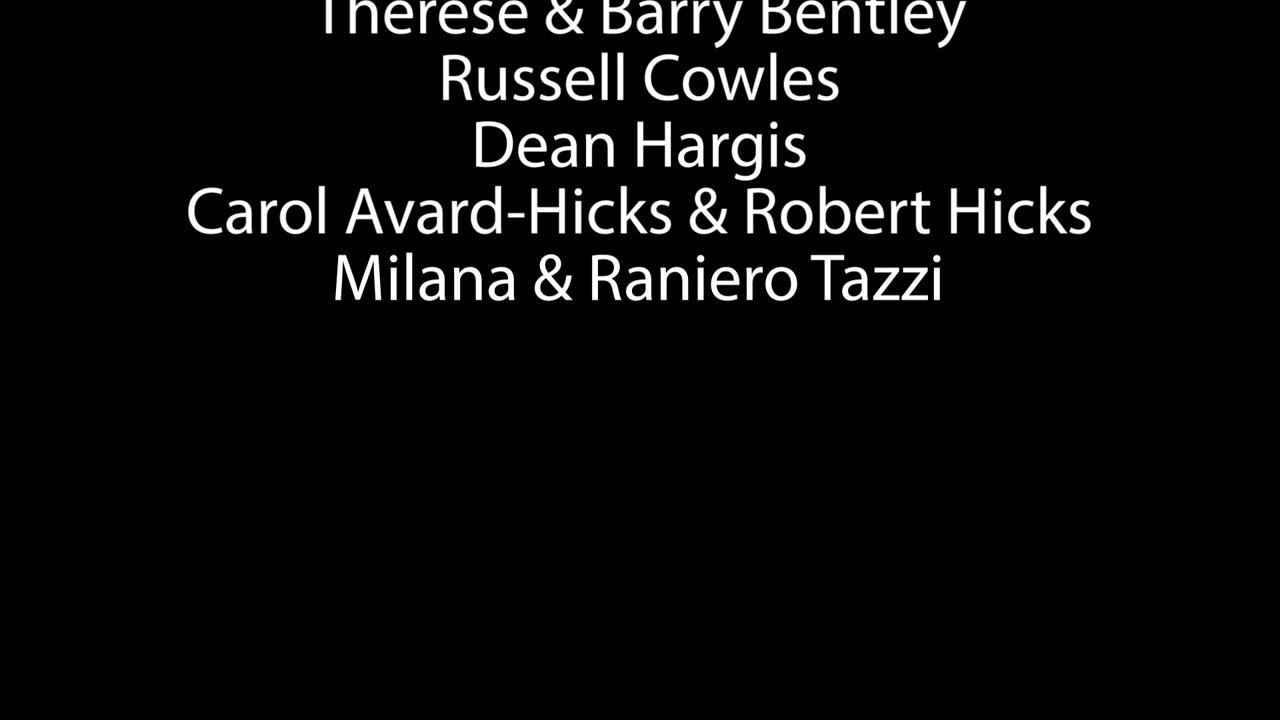 Therese & Barry Bentley
Russell Cowles
Dean Hargis
Carol Avard-Hicks & Robert Hicks
Milana & Raniero Tazzi